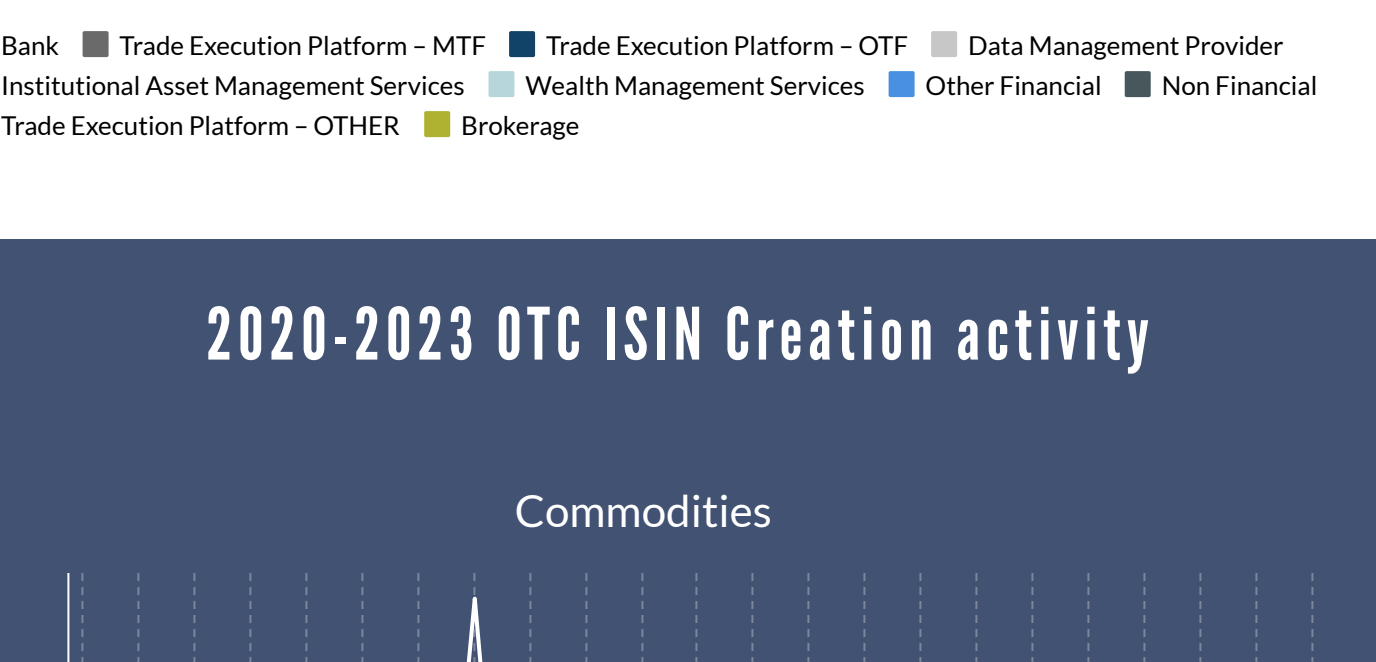 Bank Trade Execution Platform – MTF Trade Execution Platform – OTF Data Management Provider
Institutional Asset Management Services Wealth Management Services Other Financial Non Financial
Trade Execution Platform – OTHER Brokerage
2020-2023 OTC ISIN Creation activity
Commodities